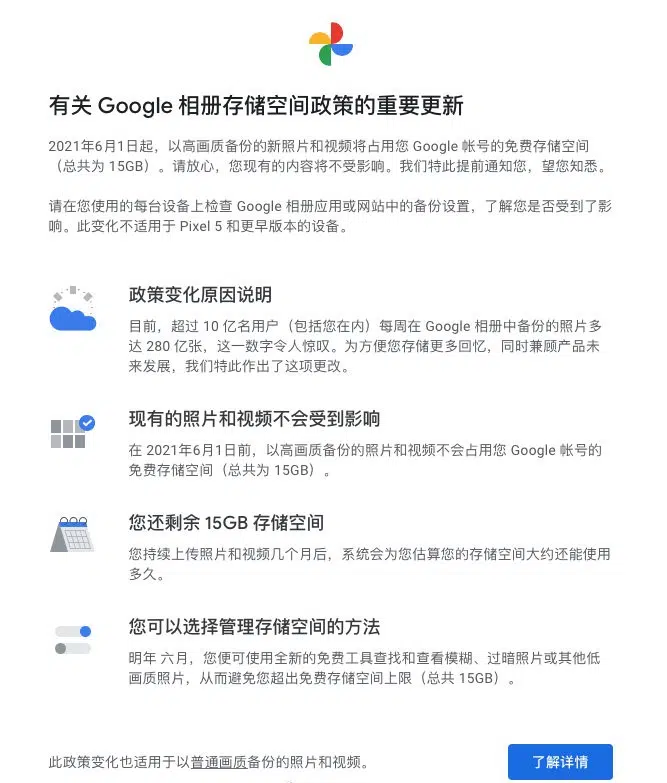 有关 Google 相册存储空间政策的重要更新
2021年6月1日起，以高画质备份的新照片和视频将占用您 Google 帐号的免费存储空间
（总共为 15GB）。请放心，您现有的内容将不受影响。我们特此提前通知您，望您知悉。
请在您使用的每台设备上检查 Google 相册应用或网站中的备份设置，了解您是否受到了影
响。此变化不适用于 Pixel 5 和更早版本的设备。
政策变化原因说明
目前，超过 10 亿名用户（包括您在内）每周在 Google 相册中备份的照片多
达 280 亿张，这一数字令人惊叹。为方便您存储更多回忆，同时兼顾产品未
来发展，我们特此作出了这项更改。
现有的照片和视频不会受到影响
在 2021年6月1日前，以高画质备份的照片和视频不会占用您 Google 帐号的
免费存储空间（总共为 15GB）。
您还剩余 15GB 存储空间
您持续上传照片和视频几个月后，系统会为您估算您的存储空间大约还能使用
多久。
您可以选择管理存储空间的方法
明年 六月，您便可使用全新的免费工具查找和查看模糊、过暗照片或其他低
画质照片，从而避免您超出免费存储空间上限（总共 15GB）。
此政策变化也适用于以普通画质备份的照片和视频。
了解详情